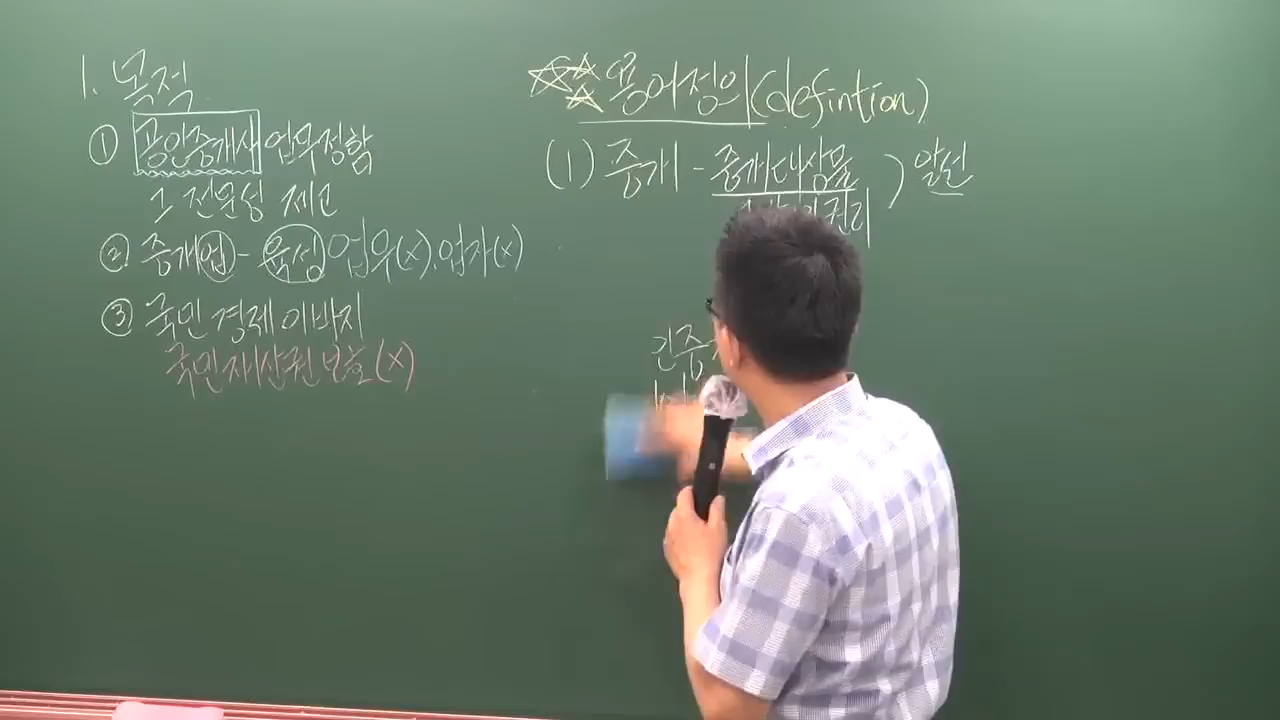 1. 목적
① 공인중개사 업무정함
전문성 제고
② 중개업 - 육성 업무(x). 업자(x)
③ 국민경제 이바지
국민재산권보호(x)
용어정의(defintion)
(1) 중개 - 중개대상물 ) 알선
권리